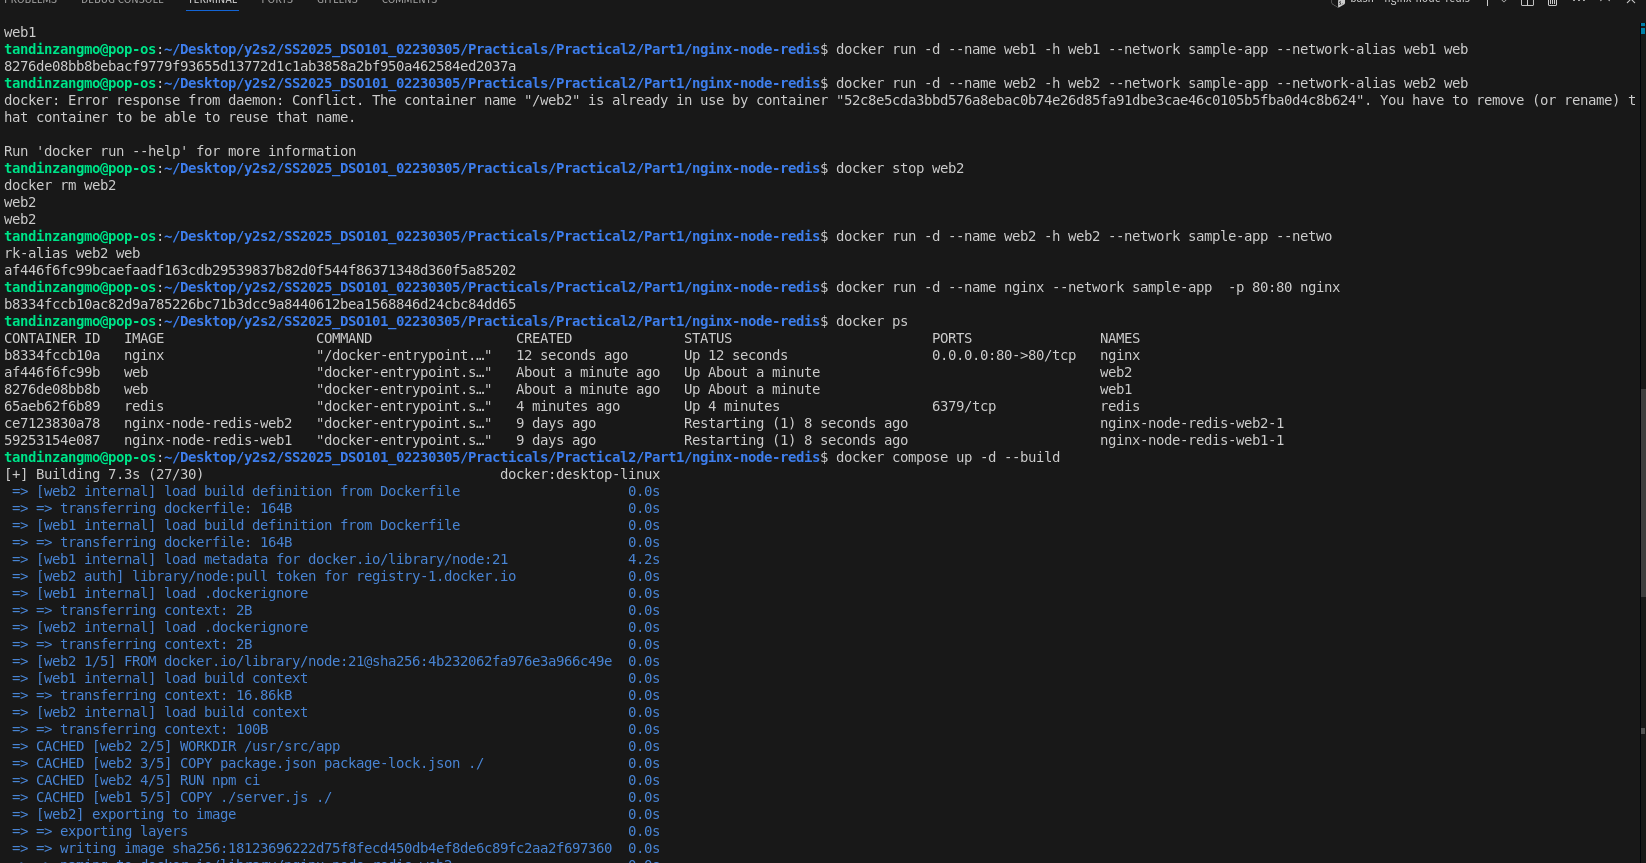 PROBLEMS DEBUG CONSOLE TERMINAL PORTS GITLENS COMMENTS bash - nginx-node-redis
web1
tandinzangmo@pop-os:~/Desktop/y2s2/SS2025_DSO101_02230305/Practicals/Practical2/Part1/nginx-node-redis$ docker run -d --name web1 -h web1 --network sample-app --network-alias web1 web
8276de08bb8bebacf9779f93655d13772d1c1ab3858a2bf950a462584ed2037a
tandinzangmo@pop-os:~/Desktop/y2s2/SS2025_DSO101_02230305/Practicals/Practical2/Part1/nginx-node-redis$ docker run -d --name web2 -h web2 --network sample-app --network-alias web2 web
docker: Error response from daemon: Conflict. The container name "/web2" is already in use by container "52c8e5cda3bbd576a8ebac0b74e26d85fa91dbe3cae46c0105b5fba0d4c8b624". You have to remove (or rename) t
hat container to be able to reuse that name.
Run 'docker run --help' for more information
tandinzangmo@pop-os:~/Desktop/y2s2/SS2025_DSO101_02230305/Practicals/Practical2/Part1/nginx-node-redis$ docker stop web2
docker rm web2
web2
web2
tandinzangmo@pop-os:~/Desktop/y2s2/SS2025_DSO101_02230305/Practicals/Practical2/Part1/nginx-node-redis$ docker run -d --name web2 -h web2 --network sample-app --netwo
rk-alias web2 web
af446f6fc99bcaefaadf163cdb29539837b82d0f544f86371348d360f5a85202
tandinzangmo@pop-os:~/Desktop/y2s2/SS2025_DSO101_02230305/Practicals/Practical2/Part1/nginx-node-redis$ docker run -d --name nginx --network sample-app  -p 80:80 nginx
b8334fccb10ac82d9a785226bc71b3dcc9a8440612bea1568846d24cbc84dd65
tandinzangmo@pop-os:~/Desktop/y2s2/SS2025_DSO101_02230305/Practicals/Practical2/Part1/nginx-node-redis$ docker ps
CONTAINER ID   IMAGE                   COMMAND                  CREATED              STATUS                         PORTS                NAMES
b8334fccb10a   nginx                   "/docker-entrypoint.…"   12 seconds ago       Up 12 seconds                  0.0.0.0:80->80/tcp   nginx
af446f6fc99b   web                     "docker-entrypoint.s…"   About a minute ago   Up About a minute                                   web2
8276de08bb8b   web                     "docker-entrypoint.s…"   About a minute ago   Up About a minute                                   web1
65aeb62f6b89   redis                   "docker-entrypoint.s…"   4 minutes ago        Up 4 minutes                   6379/tcp             redis
ce7123830a78   nginx-node-redis-web2   "docker-entrypoint.s…"   9 days ago           Restarting (1) 8 seconds ago                        nginx-node-redis-web2-1
59253154e087   nginx-node-redis-web1   "docker-entrypoint.s…"   9 days ago           Restarting (1) 8 seconds ago                        nginx-node-redis-web1-1
tandinzangmo@pop-os:~/Desktop/y2s2/SS2025_DSO101_02230305/Practicals/Practical2/Part1/nginx-node-redis$ docker compose up -d --build
[+] Building 7.3s (27/30)                                     docker:desktop-linux
 => [web2 internal] load build definition from Dockerfile                     0.0s
 => => transferring dockerfile: 164B                                          0.0s
 => [web1 internal] load build definition from Dockerfile                     0.0s
 => => transferring dockerfile: 164B                                          0.0s
 => [web1 internal] load metadata for docker.io/library/node:21               4.2s
 => [web2 auth] library/node:pull token for registry-1.docker.io              0.0s
 => [web1 internal] load .dockerignore                                        0.0s
 => => transferring context: 2B                                               0.0s
 => [web2 internal] load .dockerignore                                        0.0s
 => => transferring context: 2B                                               0.0s
 => [web2 1/5] FROM docker.io/library/node:21@sha256:4b232062fa976e3a966c49e  0.0s
 => [web1 internal] load build context                                        0.0s
 => => transferring context: 16.86kB                                          0.0s
 => [web2 internal] load build context                                        0.0s
 => => transferring context: 100B                                             0.0s
 => CACHED [web2 2/5] WORKDIR /usr/src/app                                    0.0s
 => CACHED [web2 3/5] COPY package.json package-lock.json ./                  0.0s
 => CACHED [web2 4/5] RUN npm ci                                              0.0s
 => CACHED [web1 5/5] COPY ./server.js ./                                     0.0s
 => [web2] exporting to image                                                 0.0s
 => => exporting layers                                                       0.0s
 => => writing image sha256:18123696222d75f8fecd450db4ef8de6c89fc2aa2f697360  0.0s
 => => naming to docker.io/library/nginx-node-redis-web2                      0.0s